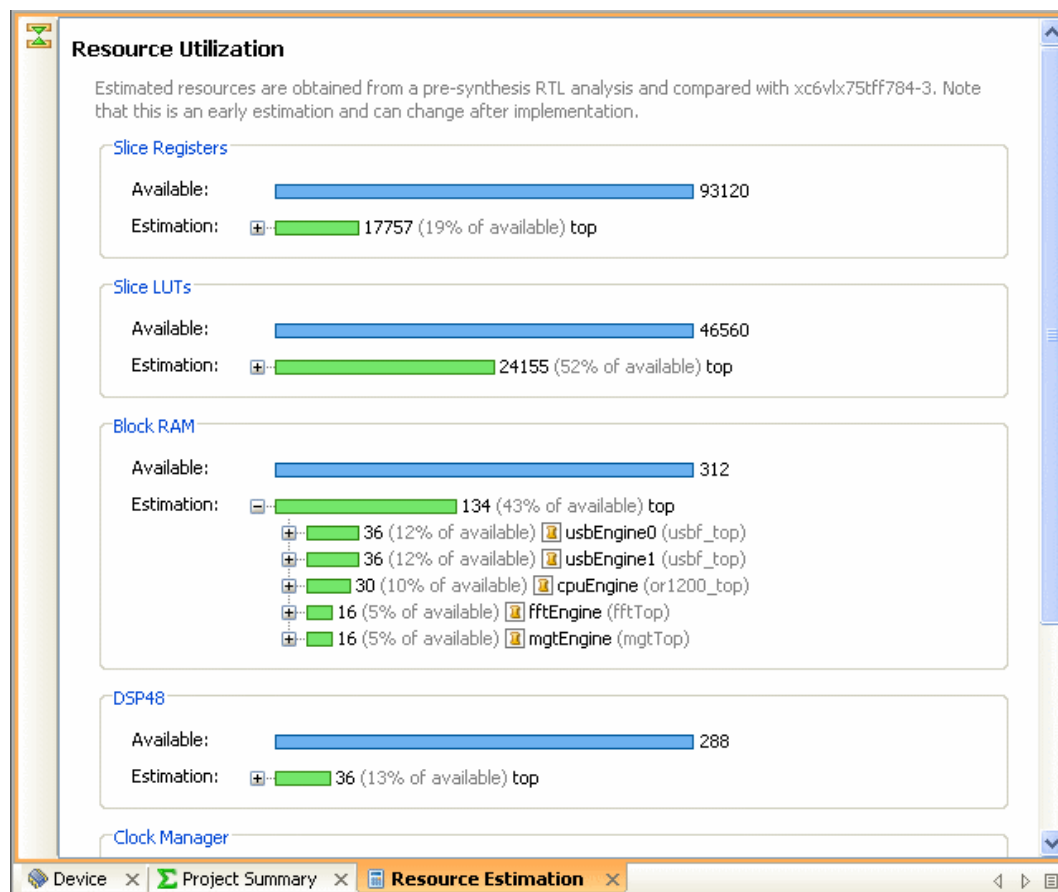 Resource Utilization
Estimated resources are obtained from a pre-synthesis RTL analysis and compared with xc6vlx75tff784-3. Note
that this is an early estimation and can change after implementation.
Slice Registers
Available: 93120
Estimation: 17757 (19% of available) top
Slice LUTs
Available: 46560
Estimation: 24155 (52% of available) top
Block RAM
Available: 312
Estimation: 134 (43% of available) top
36 (12% of available) usbEngine0 (usbf_top)
36 (12% of available) usbEngine1 (usbf_top)
30 (10% of available) cpuEngine (or1200_top)
16 (5% of available) fftEngine (fftTop)
16 (5% of available) mgtEngine (mgtTop)
DSP48
Available: 288
Estimation: 36 (13% of available) top
Clock Manager
Device Project Summary Resource Estimation